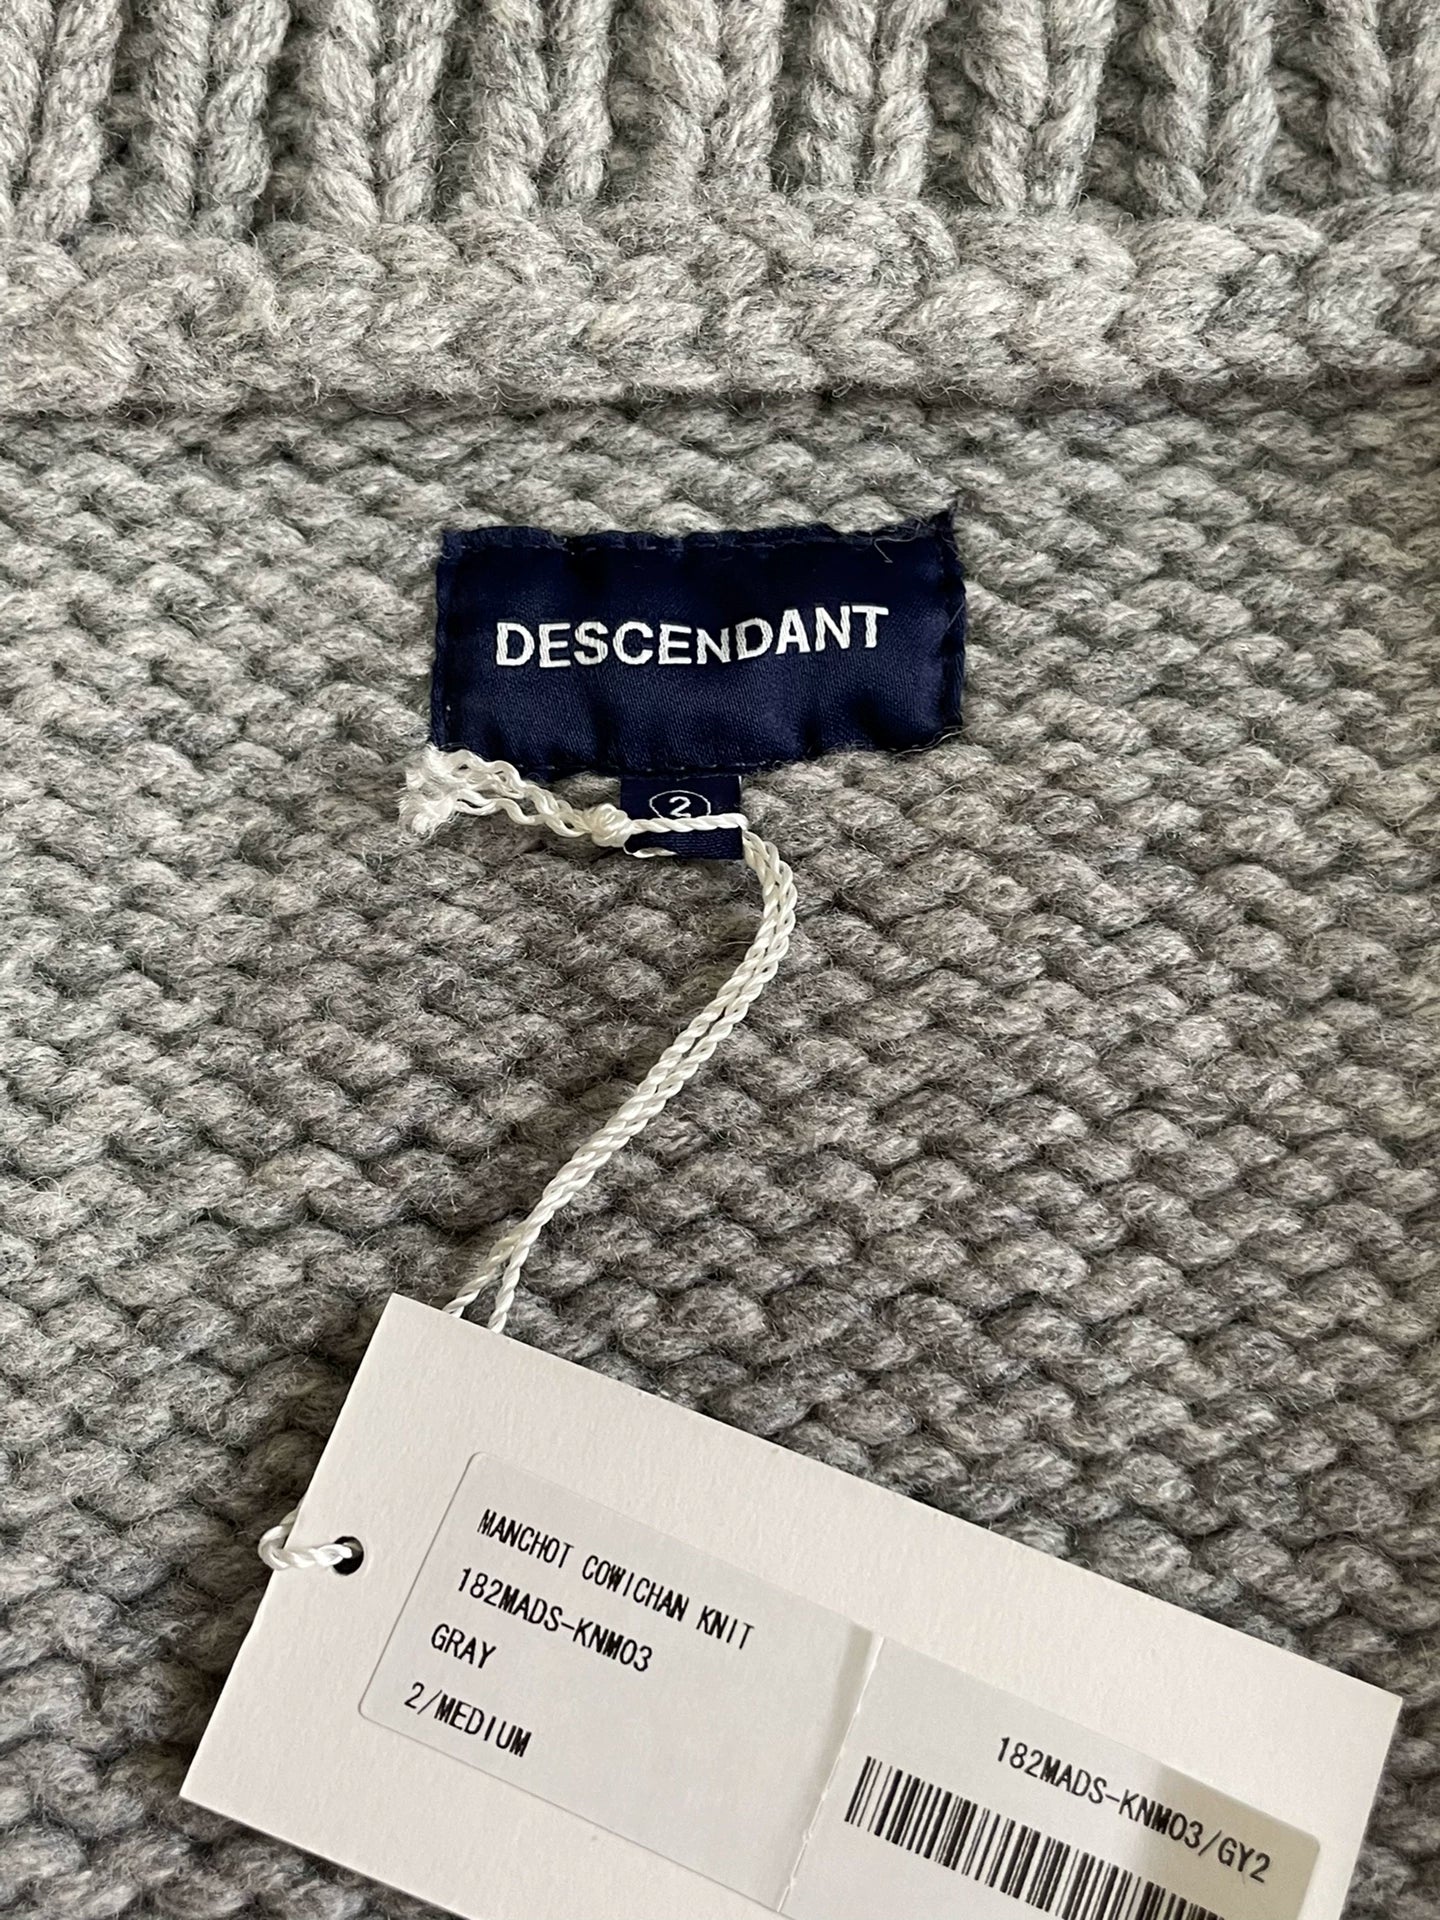 DESCENDANT
2
MANCHOT COWICHAN KNIT
182MADS-KNM03
GRAY
2/MEDIUM
182MADS-KNM03/GY2